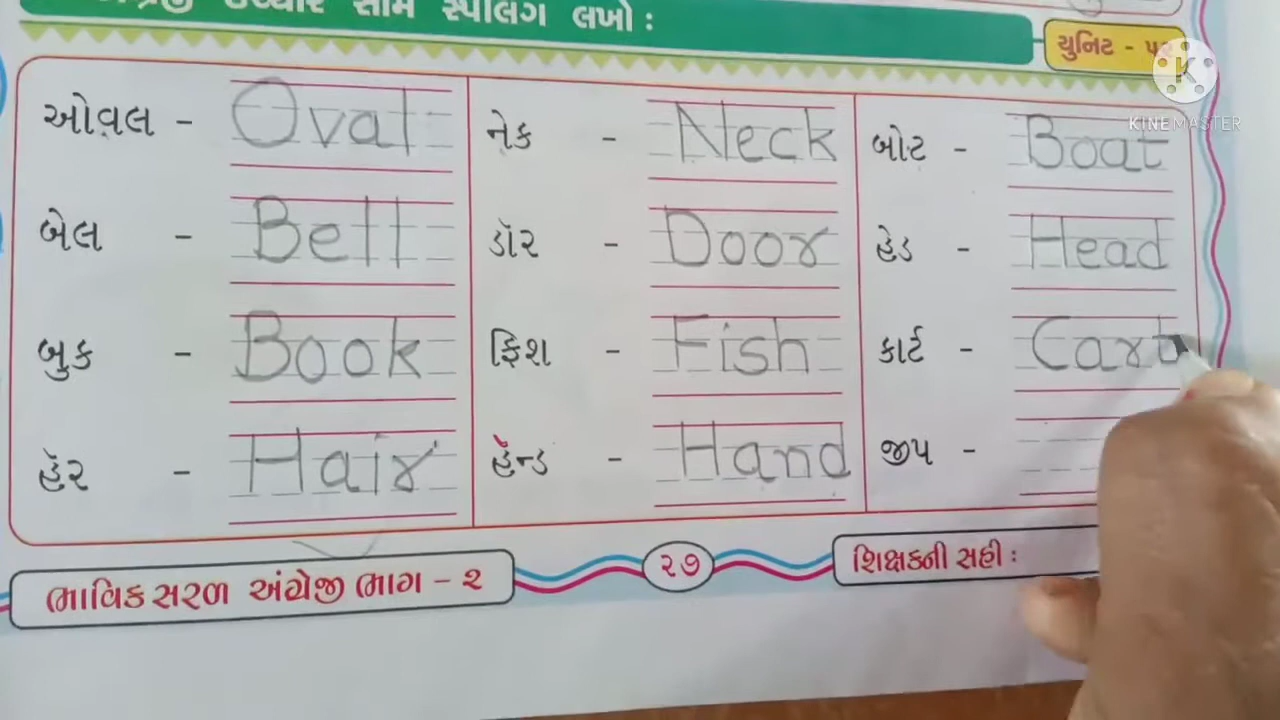 ઉચ્ચાર સામે સ્પેલિંગ લખો :
યુનિટ -
KINEMASTER
ઓવલ - Oval
નેક - Neck
બોટ - Boat
બેલ - Bell
ડૉર - Door
હેડ - Head
બુક - Book
ફિશ - Fish
કાર્ટ - Cart
હૅર - Hair
હૅન્ડ - Hand
જીપ -
ભાવિક સરળ અંગ્રેજી ભાગ - ૨
૨૭
શિક્ષકની સહી :